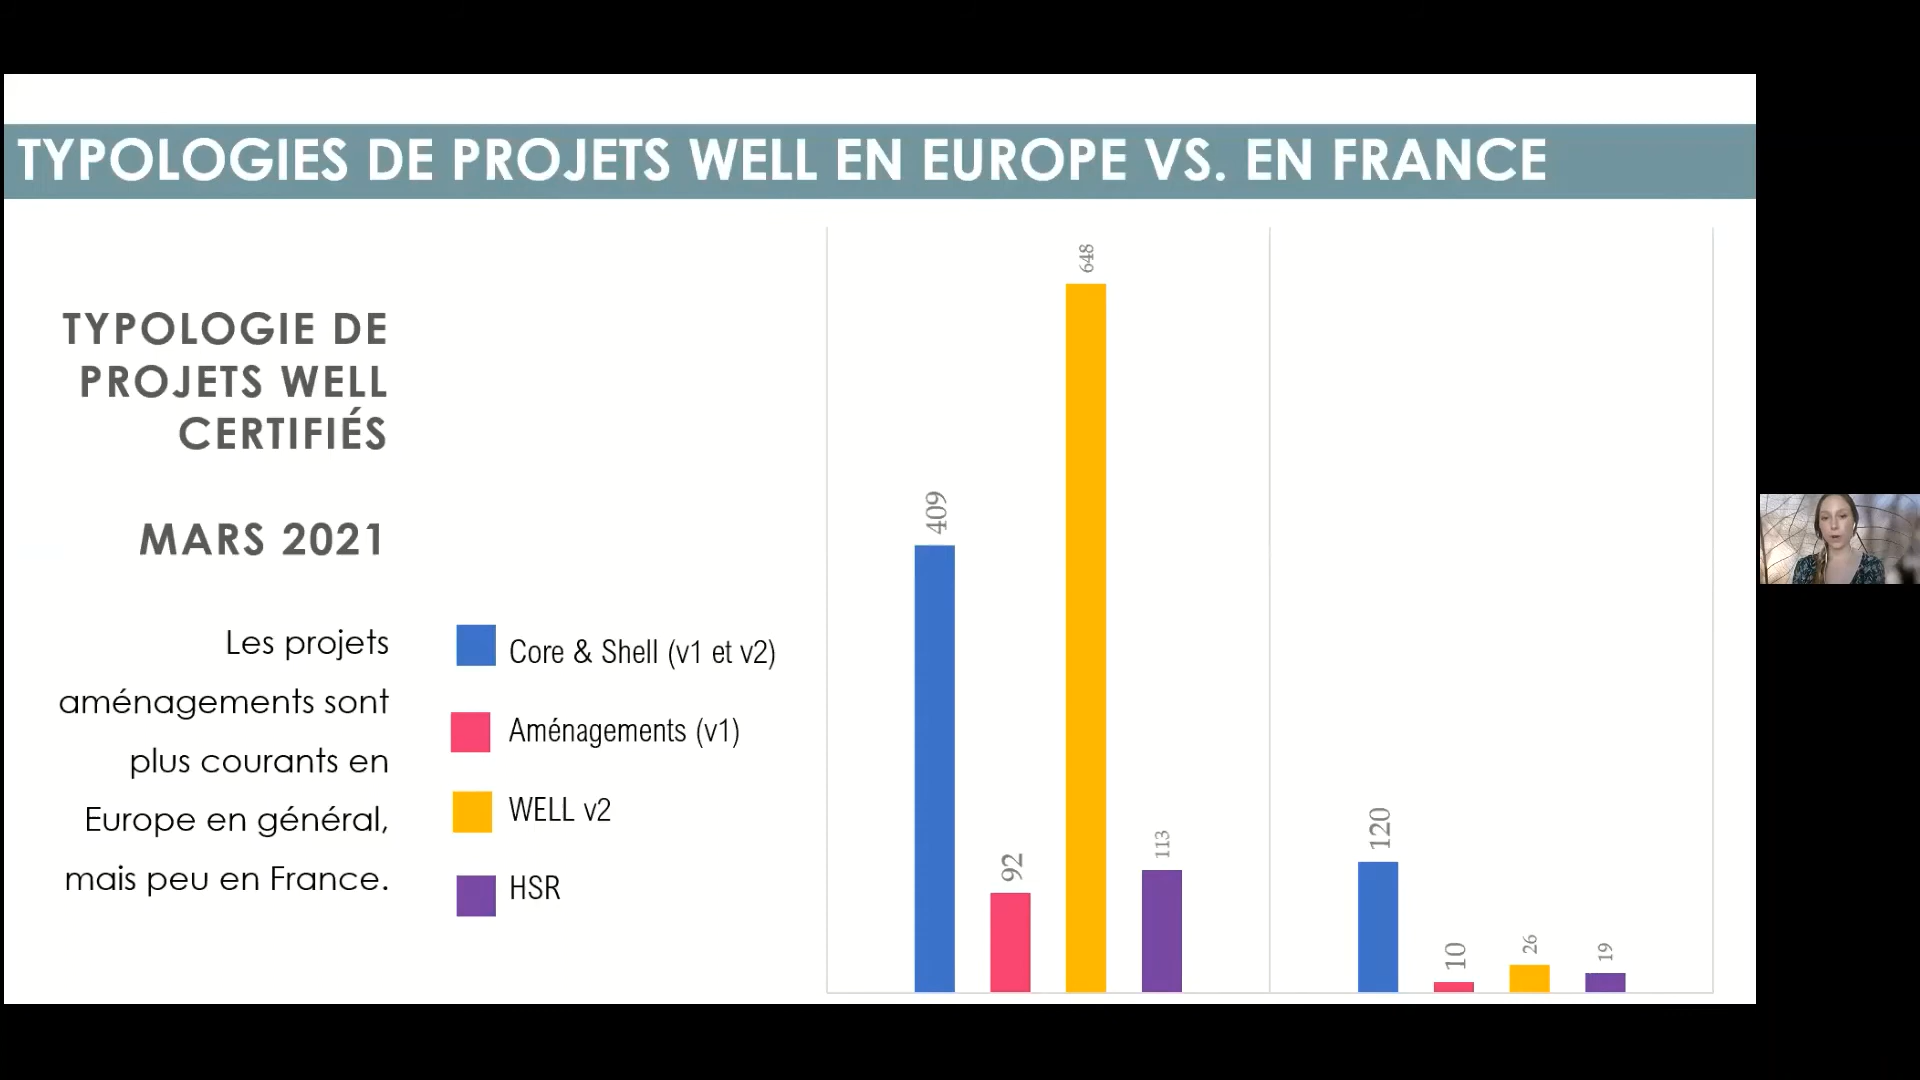 TYPOLOGIES DE PROJETS WELL EN EUROPE VS. EN FRANCE
TYPOLOGIE DE
PROJETS WELL
CERTIFIÉS
MARS 2021
Les projets
aménagements sont
plus courants en
Europe en général,
mais peu en France.
Core & Shell (v1 et v2)
Aménagements (v1)
WELL v2
HSR
409
92
648
113
120
10
26
19